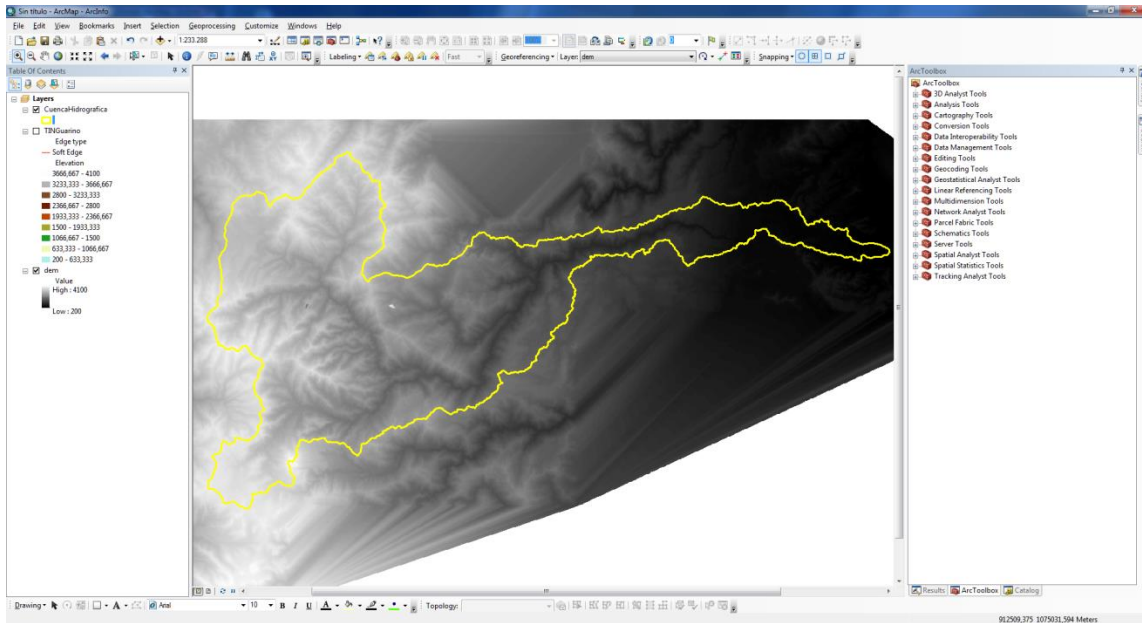 Sin título - ArcMap - ArcInfo
File Edit View Bookmarks Insert Selection Geoprocessing Customize Windows Help
1:233.288
Labeling Fast Georeferencing Layer: dem Snapping
Table Of Contents
Layers
CuencaHidrografica
TINGuarino
Edge type
Soft Edge
Elevation
3666,667 - 4100
3233,333 - 3666,667
2800 - 3233,333
2366,667 - 2800
1933,333 - 2366,667
1500 - 1933,333
1066,667 - 1500
633,333 - 1066,667
200 - 633,333
dem
Value
High : 4100
Low : 200
ArcToolbox
ArcToolbox
3D Analyst Tools
Analysis Tools
Cartography Tools
Conversion Tools
Data Interoperability Tools
Data Management Tools
Editing Tools
Geocoding Tools
Geostatistical Analyst Tools
Linear Referencing Tools
Multidimension Tools
Network Analyst Tools
Parcel Fabric Tools
Schematics Tools
Server Tools
Spatial Analyst Tools
Spatial Statistics Tools
Tracking Analyst Tools
Results ArcToolbox Catalog
Drawing A Arial 10 B I U A Topology:
912509,375 1075031,594 Meters